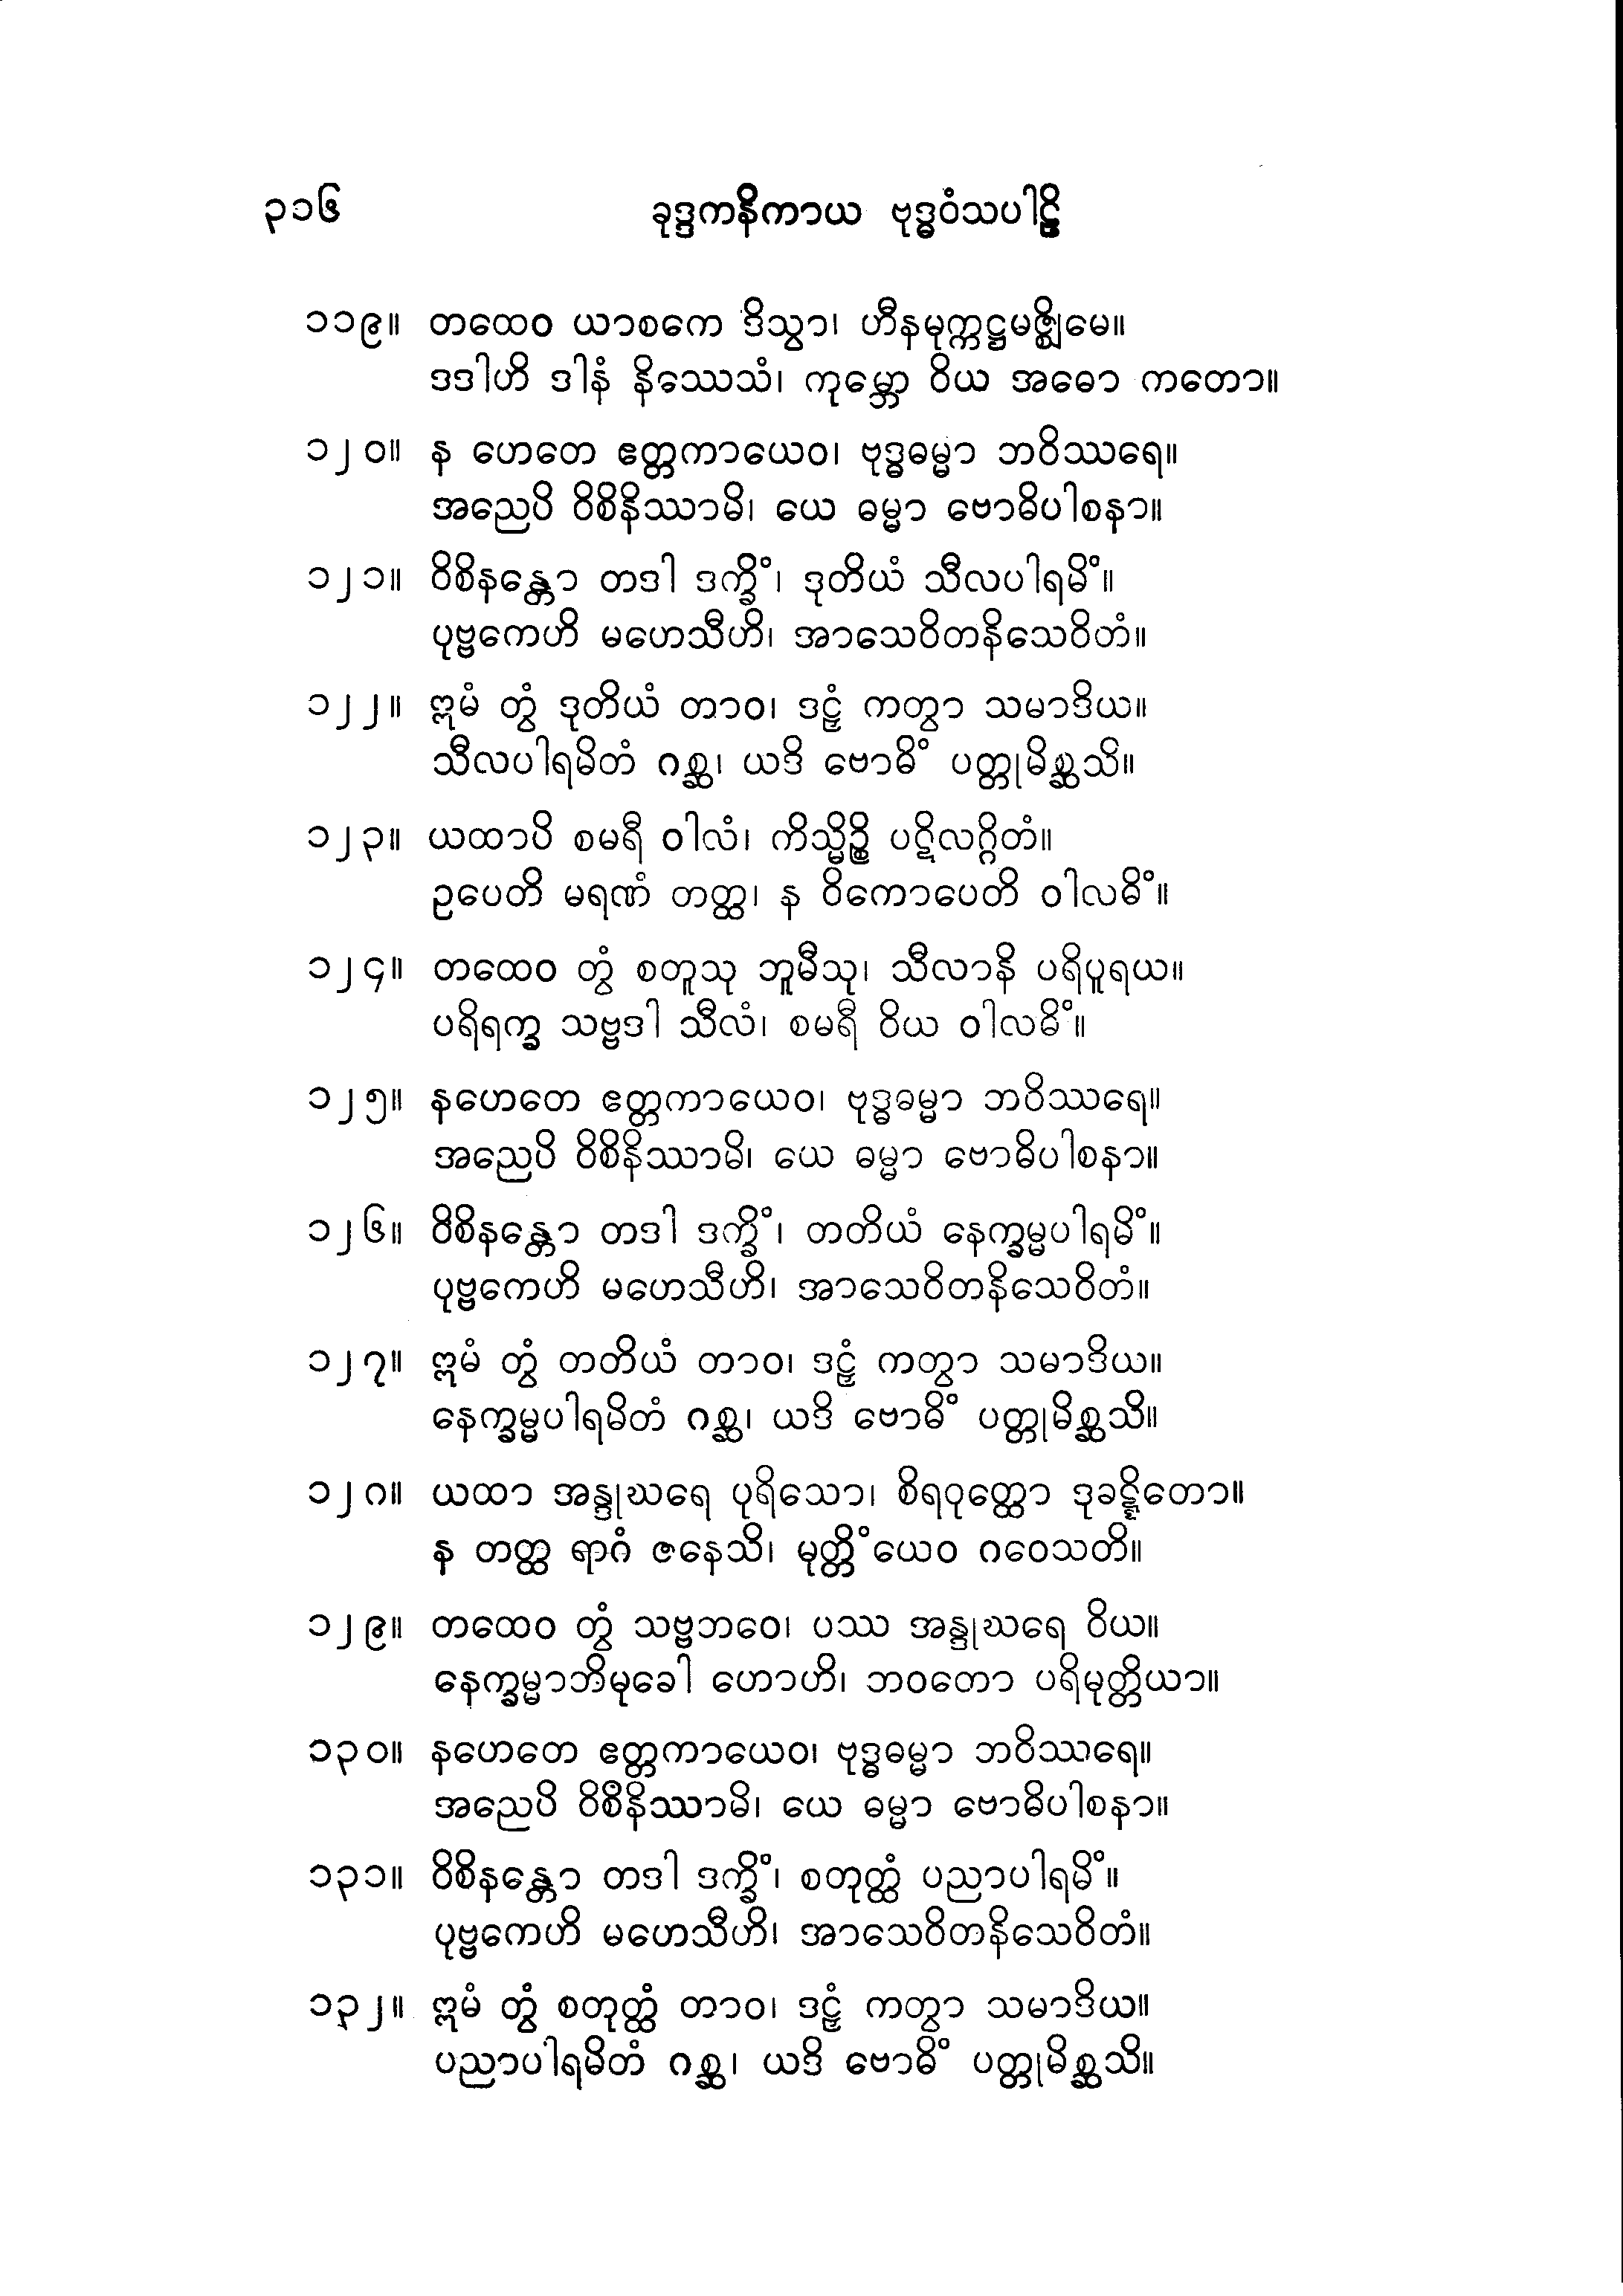 ၃၁၆ ခုဒ္ဒကနိကာယ ဗုဒ္ဓဝံသပါဠိ
၁၁၉။ တထေဝ ယာစကေ ဒိသွာ၊ ဟီနမုက္ကဋ္ဌမဇ္ဈိမေ။
ဒဒါဟိ ဒါနံ နိဿေသံ၊ ကုမ္ဘော ဝိယ အဓော ကတော။
၁၂၀။ န ဟေတေ ဧတ္တကာယေဝ၊ ဗုဒ္ဓဓမ္မာ ဘဝိဿရေ။
အညေပိ ဝိစိနိဿာမိ၊ ယေ ဓမ္မာ ဗောဓိပါစနာ။
၁၂၁။ ဝိစိနန္တော တဒါ ဒက္ခိံ၊ ဒုတိယံ သီလပါရမိံ။
ပုဗ္ဗကေဟိ မဟေသီဟိ၊ အာသေဝိတနိသေဝိတံ။
၁၂၂။ ဣမံ တွံ ဒုတိယံ တာဝ၊ ဒဠှံ ကတွာ သမာဒိယ။
သီလပါရမိတံ ဂစ္ဆ၊ ယဒိ ဗောဓိံ ပတ္တုမိစ္ဆသိ။
၁၂၃။ ယထာပိ စမရီ ဝါလံ၊ ကိသ္မိဉ္စိ ပဋိလဂ္ဂိတံ။
ဥပေတိ မရဏံ တတ္ထ၊ န ဝိကောပေတိ ဝါလဓိံ။
၁၂၄။ တထေဝ တွံ စတူသု ဘူမီသု၊ သီလာနိ ပရိပူရယ။
ပရိရက္ခ သဗ္ဗဒါ သီလံ၊ စမရီ ဝိယ ဝါလဓိံ။
၁၂၅။ နဟေတေ ဧတ္တကာယေဝ၊ ဗုဒ္ဓဓမ္မာ ဘဝိဿရေ။
အညေပိ ဝိစိနိဿာမိ၊ ယေ ဓမ္မာ ဗောဓိပါစနာ။
၁၂၆။ ဝိစိနန္တော တဒါ ဒက္ခိံ၊ တတိယံ နေက္ခမ္မပါရမိံ။
ပုဗ္ဗကေဟိ မဟေသီဟိ၊ အာသေဝိတနိသေဝိတံ။
၁၂၇။ ဣမံ တွံ တတိယံ တာဝ၊ ဒဠှံ ကတွာ သမာဒိယ။
နေက္ခမ္မပါရမိတံ ဂစ္ဆ၊ ယဒိ ဗောဓိံ ပတ္တုမိစ္ဆသိ။
၁၂၈။ ယထာ အန္ဒုဃရေ ပုရိသော၊ စိရဝုတ္ထော ဒုခဋ္ဋိတော။
န တတ္ထ ရာဂံ ဇနေသိ၊ မုတ္တိံယေဝ ဂဝေသတိ။
၁၂၉။ တထေဝ တွံ သဗ္ဗဘဝေ၊ ပဿ အန္ဒုဃရေ ဝိယ။
နေက္ခမ္မာဘိမုခေါ ဟောဟိ၊ ဘဝတော ပရိမုတ္တိယာ။
၁၃၀။ နဟေတေ ဧတ္တကာယေဝ၊ ဗုဒ္ဓဓမ္မာ ဘဝိဿရေ။
အညေပိ ဝိစိနိဿာမိ၊ ယေ ဓမ္မာ ဗောဓိပါစနာ။
၁၃၁။ ဝိစိနန္တော တဒါ ဒက္ခိံ၊ စတုတ္ထံ ပညာပါရမိံ။
ပုဗ္ဗကေဟိ မဟေသီဟိ၊ အာသေဝိတနိသေဝိတံ။
၁၃၂။ ဣမံ တွံ စတုတ္ထံ တာဝ၊ ဒဠှံ ကတွာ သမာဒိယ။
ပညာပါရမိတံ ဂစ္ဆ၊ ယဒိ ဗောဓိံ ပတ္တုမိစ္ဆသိ။